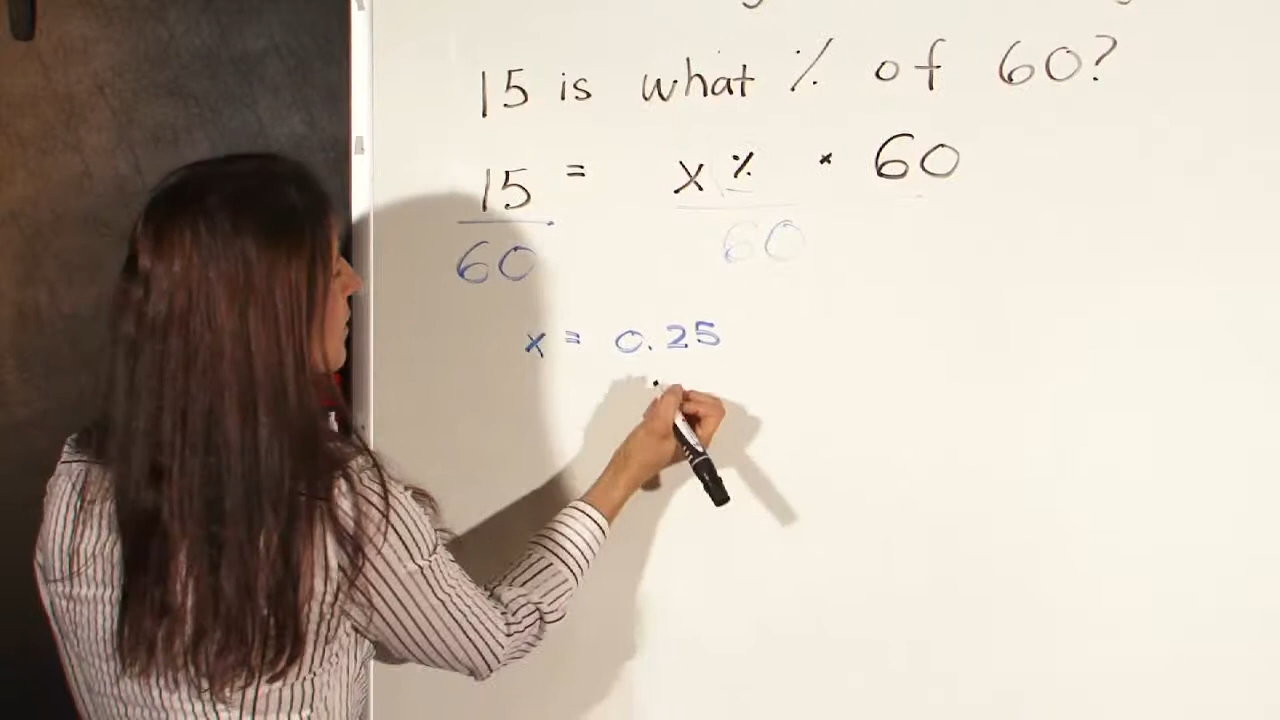 15 is what % of 60?
15 = x % * 60
60 60
x = 0.25